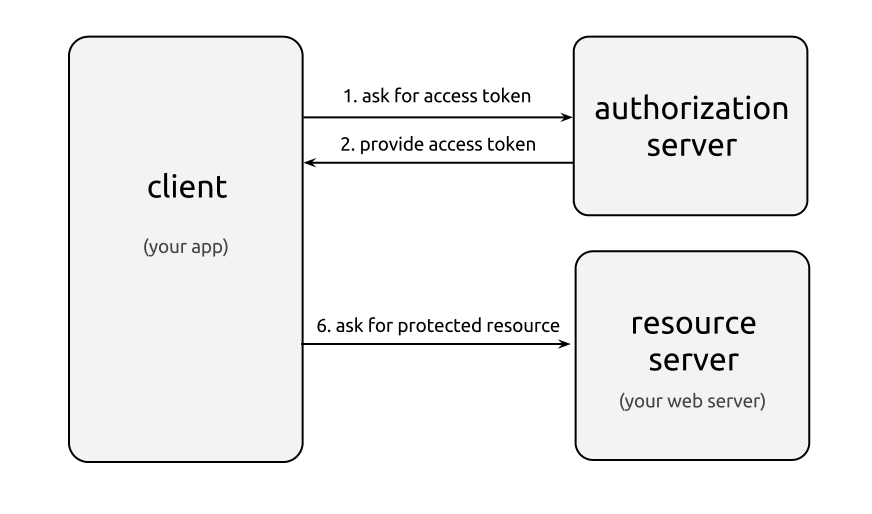 client
(your app)
1. ask for access token
2. provide access token
6. ask for protected resource
authorization
server
resource
server
(your web server)